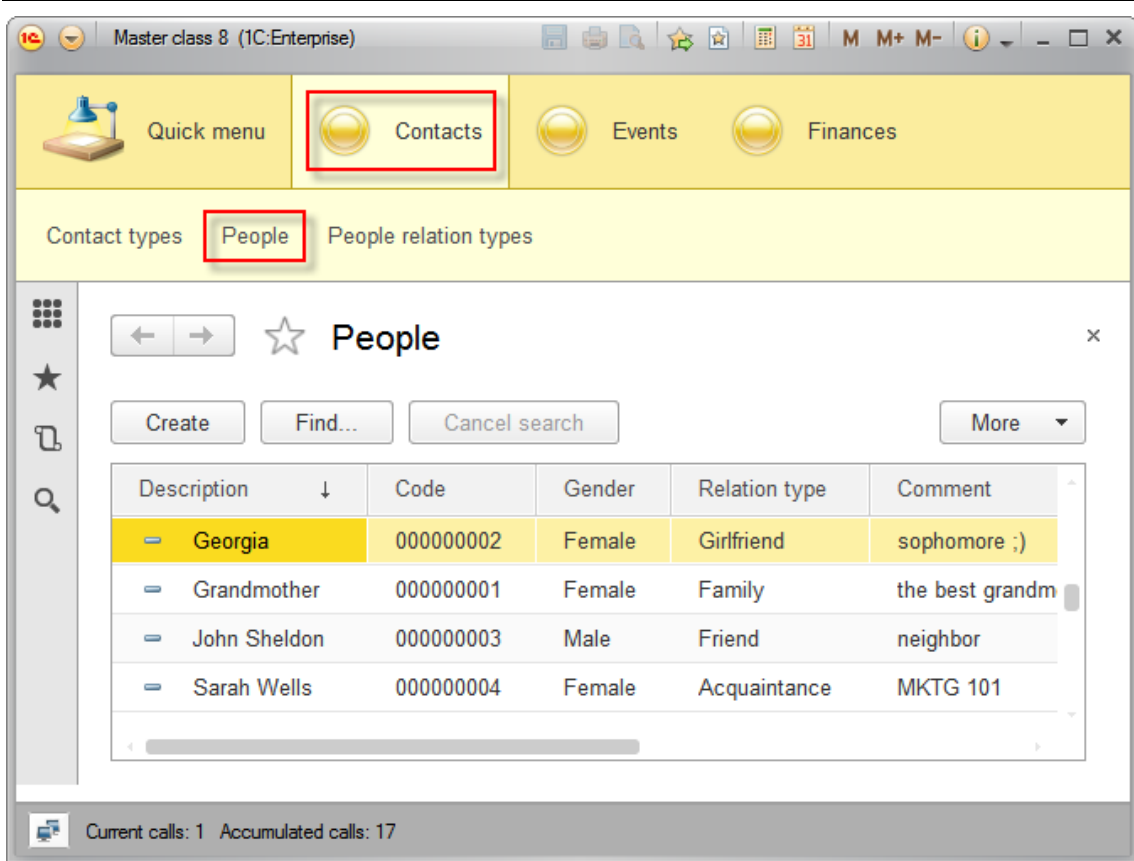 1C Master class 8 (1C:Enterprise) 31 M M+ M-
Quick menu Contacts Events Finances
Contact types People People relation types
People
Create Find... Cancel search More
Description ↓ Code Gender Relation type Comment
Georgia 000000002 Female Girlfriend sophomore ;)
Grandmother 000000001 Female Family the best grandm
John Sheldon 000000003 Male Friend neighbor
Sarah Wells 000000004 Female Acquaintance MKTG 101
Current calls: 1 Accumulated calls: 17